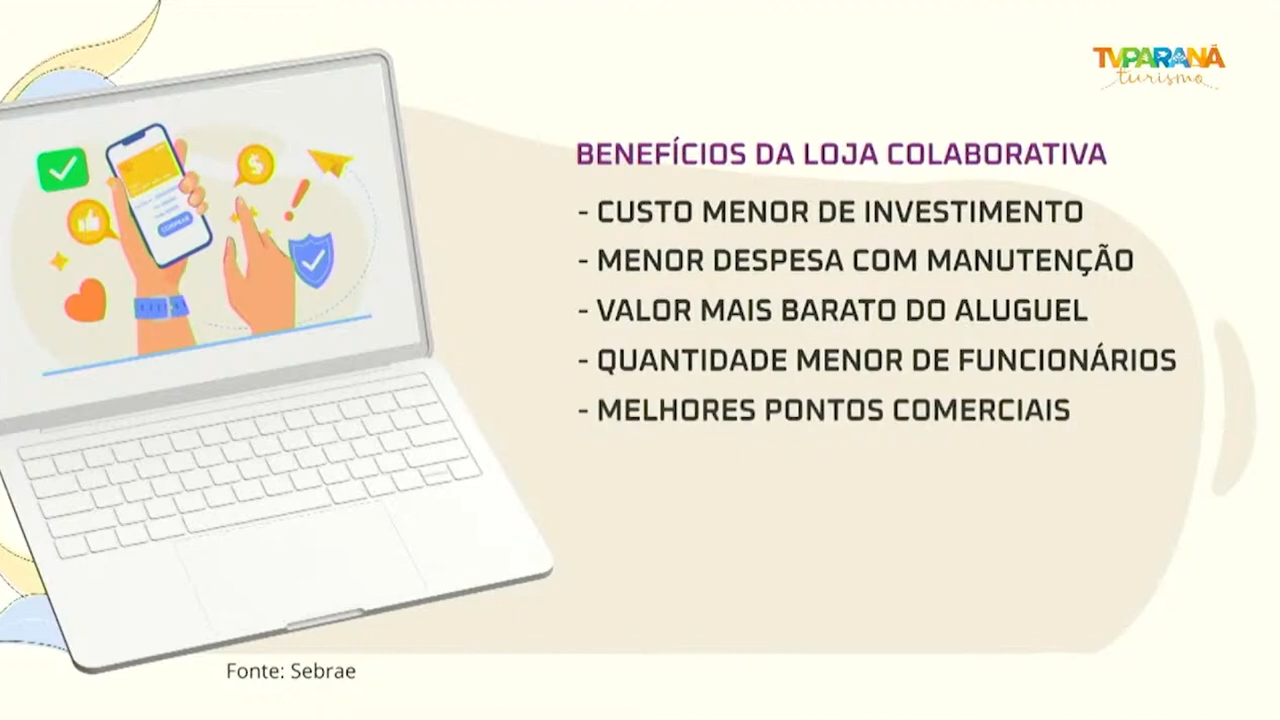 TVPARANÁ
turismo
BENEFÍCIOS DA LOJA COLABORATIVA
- CUSTO MENOR DE INVESTIMENTO
- MENOR DESPESA COM MANUTENÇÃO
- VALOR MAIS BARATO DO ALUGUEL
- QUANTIDADE MENOR DE FUNCIONÁRIOS
- MELHORES PONTOS COMERCIAIS
Fonte: Sebrae